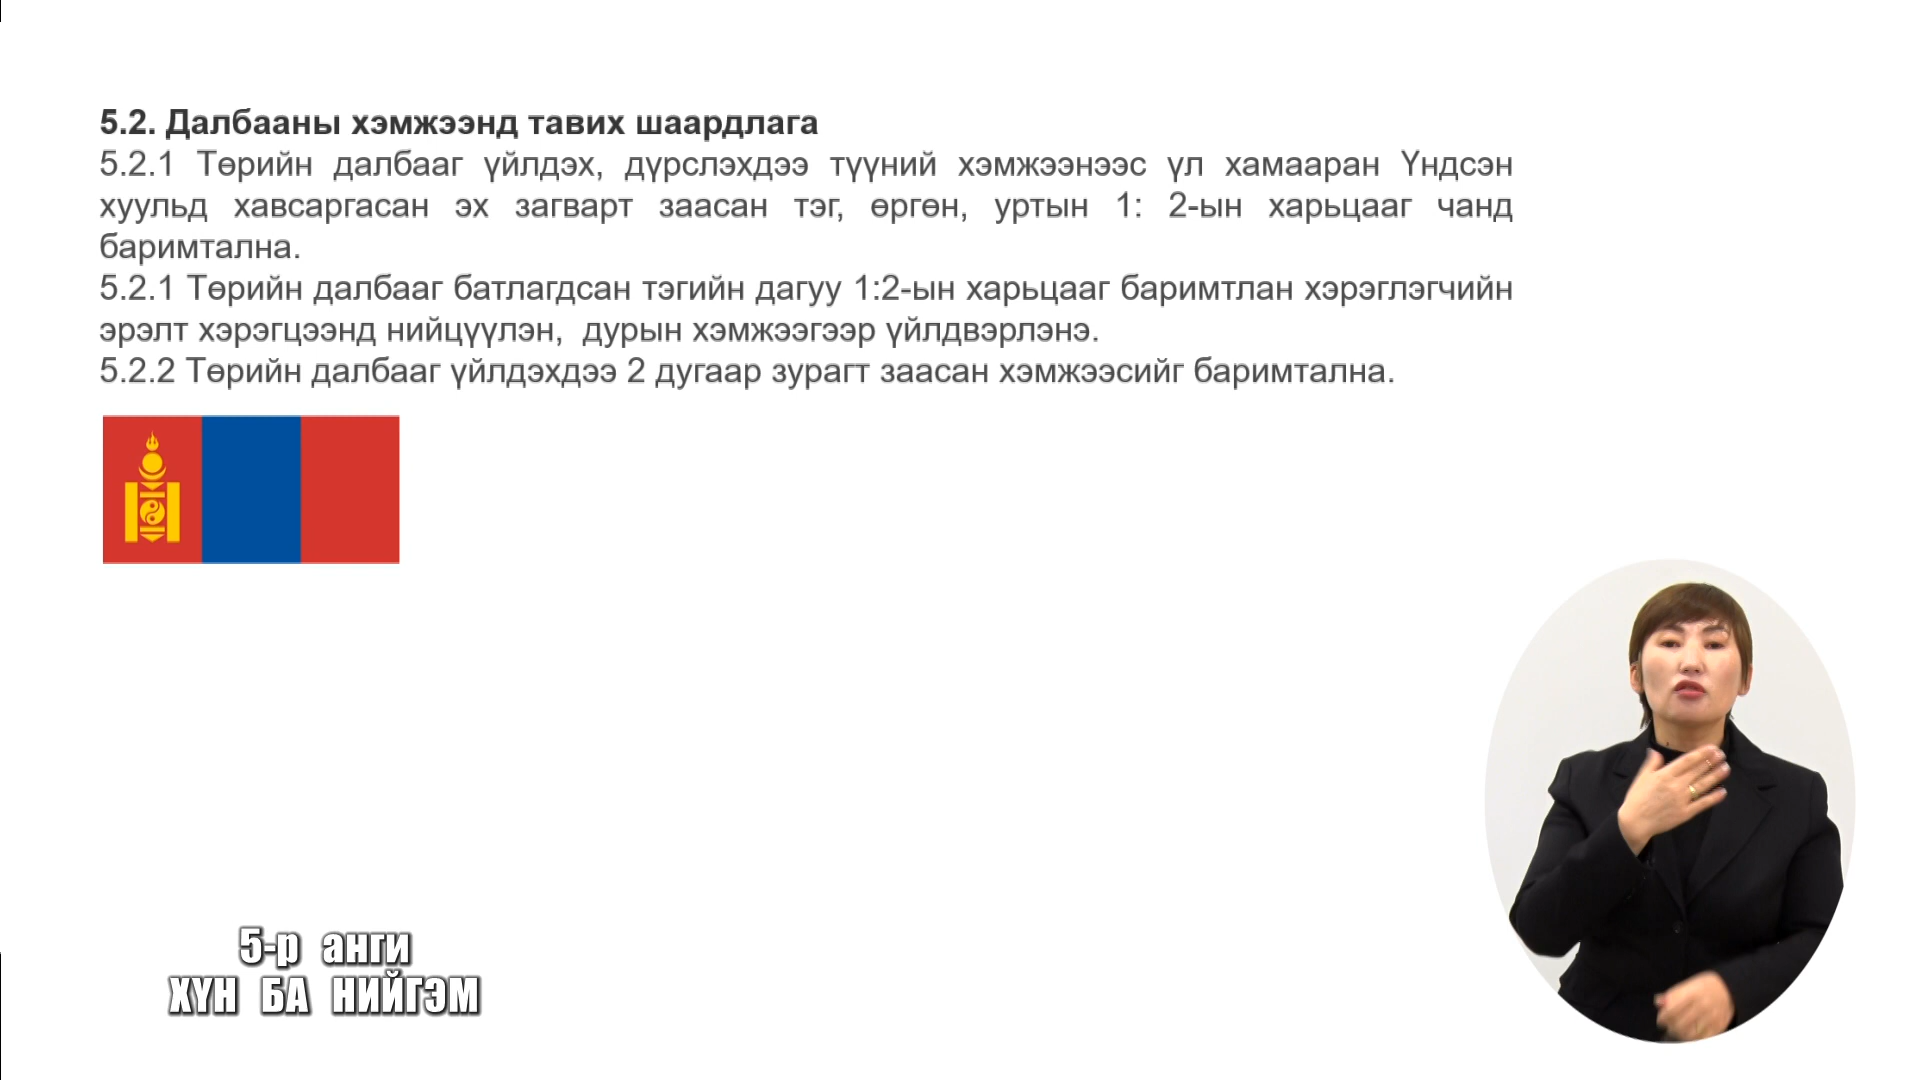 5.2. Далбааны хэмжээнд тавих шаардлага
5.2.1 Төрийн далбааг үйлдэх, дүрслэхдээ түүний хэмжээнээс үл хамааран Үндсэн
хуульд хавсаргасан эх загварт заасан тэг, өргөн, уртын 1: 2-ын харьцааг чанд
баримтална.
5.2.1 Төрийн далбааг батлагдсан тэгийн дагуу 1:2-ын харьцааг баримтлан хэрэглэгчийн
эрэлт хэрэгцээнд нийцүүлэн,  дурын хэмжээгээр үйлдвэрлэнэ.
5.2.2 Төрийн далбааг үйлдэхдээ 2 дугаар зурагт заасан хэмжээсийг баримтална.
5-р анги
ХҮН БА НИЙГЭМ